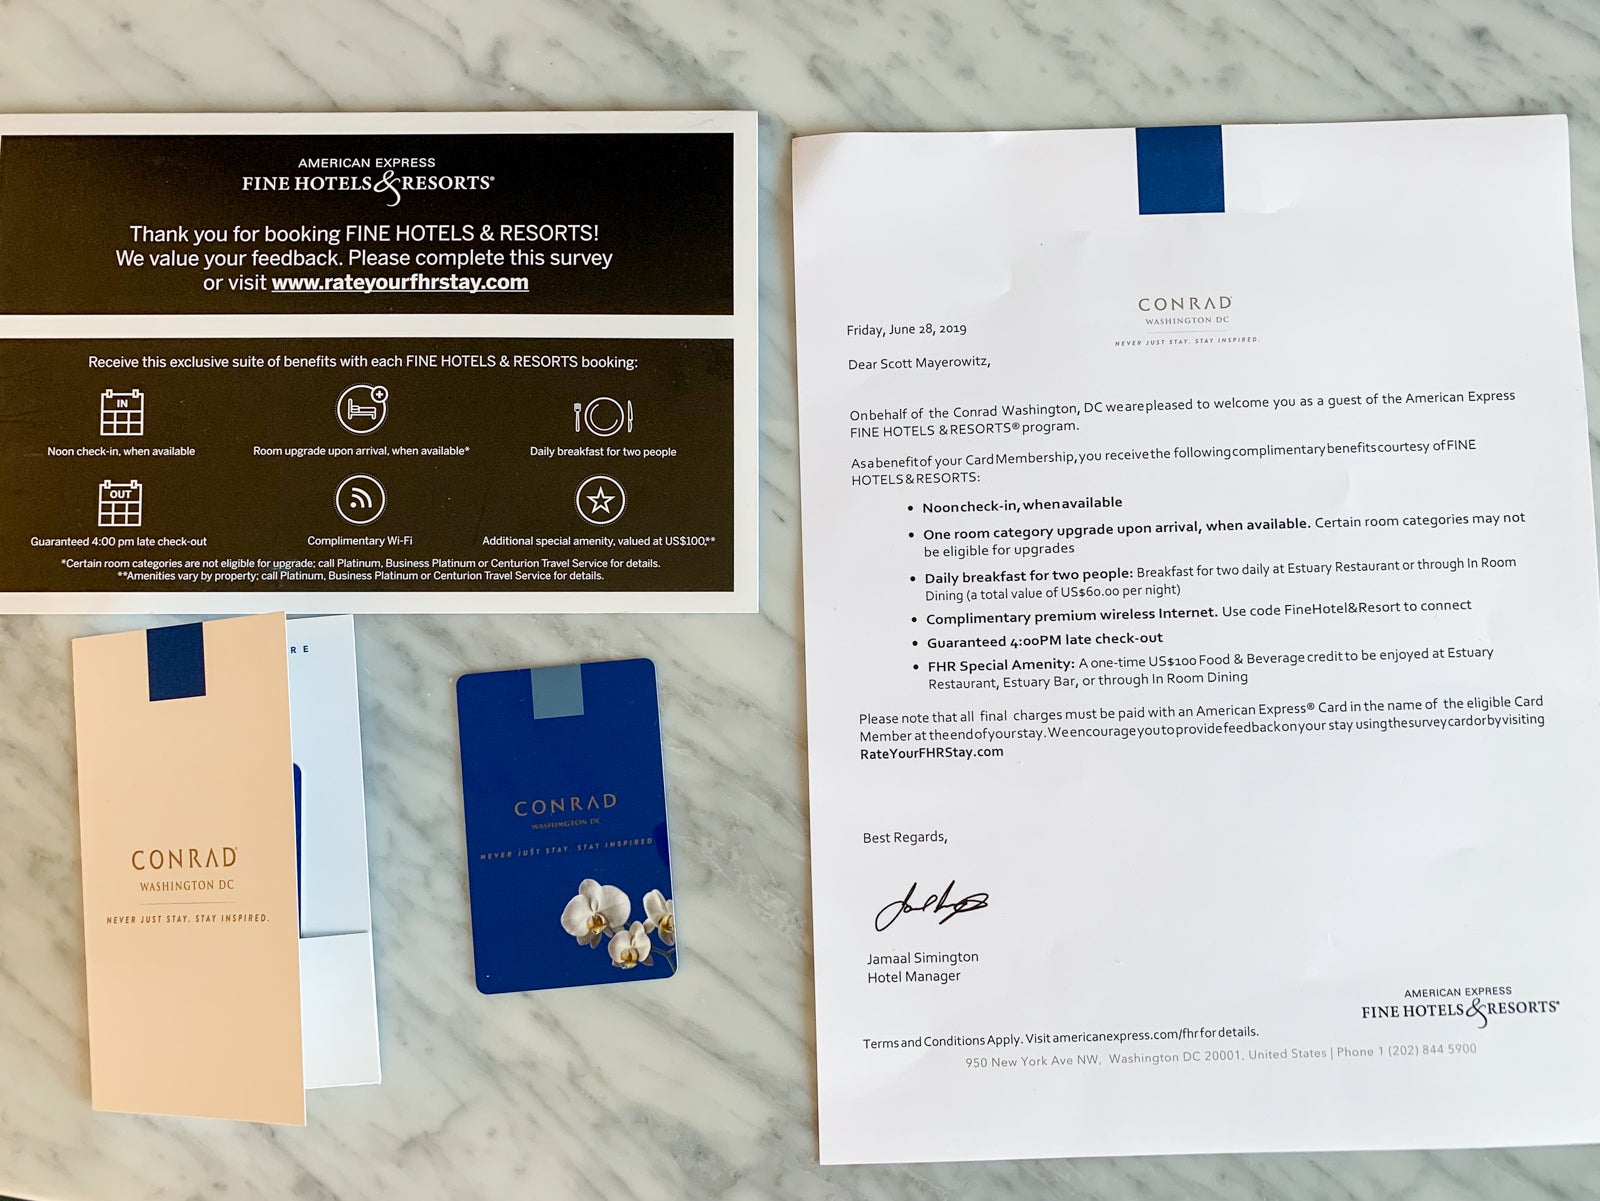 AMERICAN EXPRESS
FINE HOTELS & RESORTS®
Thank you for booking FINE HOTELS & RESORTS!
We value your feedback. Please complete this survey
or visit www.rateyourfhrstay.com
Receive this exclusive suite of benefits with each FINE HOTELS & RESORTS booking:
IN
Noon check-in, when available
Room upgrade upon arrival, when available*
Daily breakfast for two people
OUT
Guaranteed 4:00 pm late check-out
Complimentary Wi-Fi
Additional special amenity, valued at US$100**
*Certain room categories are not eligible for upgrade; call Platinum, Business Platinum or Centurion Travel Service for details.
**Amenities vary by property; call Platinum, Business Platinum or Centurion Travel Service for details.
RE
CONRAD®
WASHINGTON DC
NEVER JUST STAY. STAY INSPIRED.
CONRAD
WASHINGTON DC
NEVER JUST STAY. STAY INSPIRED
CONRAD®
WASHINGTON DC
NEVER JUST STAY. STAY INSPIRED.
Friday, June 28, 2019
Dear Scott Mayerowitz,
On behalf of the Conrad Washington, DC we are pleased to welcome you as a guest of the American Express
FINE HOTELS & RESORTS® program.
As a benefit of your Card Membership, you receive the following complimentary benefits courtesy of FINE
HOTELS & RESORTS:
• Noon check-in, when available
• One room category upgrade upon arrival, when available. Certain room categories may not
be eligible for upgrades
• Daily breakfast for two people: Breakfast for two daily at Estuary Restaurant or through In Room
Dining (a total value of US$60.00 per night)
• Complimentary premium wireless Internet. Use code FineHotel&Resort to connect
• Guaranteed 4:00PM late check-out
• FHR Special Amenity: A one-time US$100 Food & Beverage credit to be enjoyed at Estuary
Restaurant, Estuary Bar, or through In Room Dining
Please note that all final charges must be paid with an American Express® Card in the name of the eligible Card
Member at the end of your stay. We encourage you to provide feedback on your stay using the survey card or by visiting
RateYourFHRStay.com
Best Regards,
Jamaal Simington
Hotel Manager
AMERICAN EXPRESS
FINE HOTELS & RESORTS®
Terms and Conditions Apply. Visit americanexpress.com/fhr for details.
950 New York Ave NW, Washington DC 20001, United States | Phone 1 (202) 844 5900